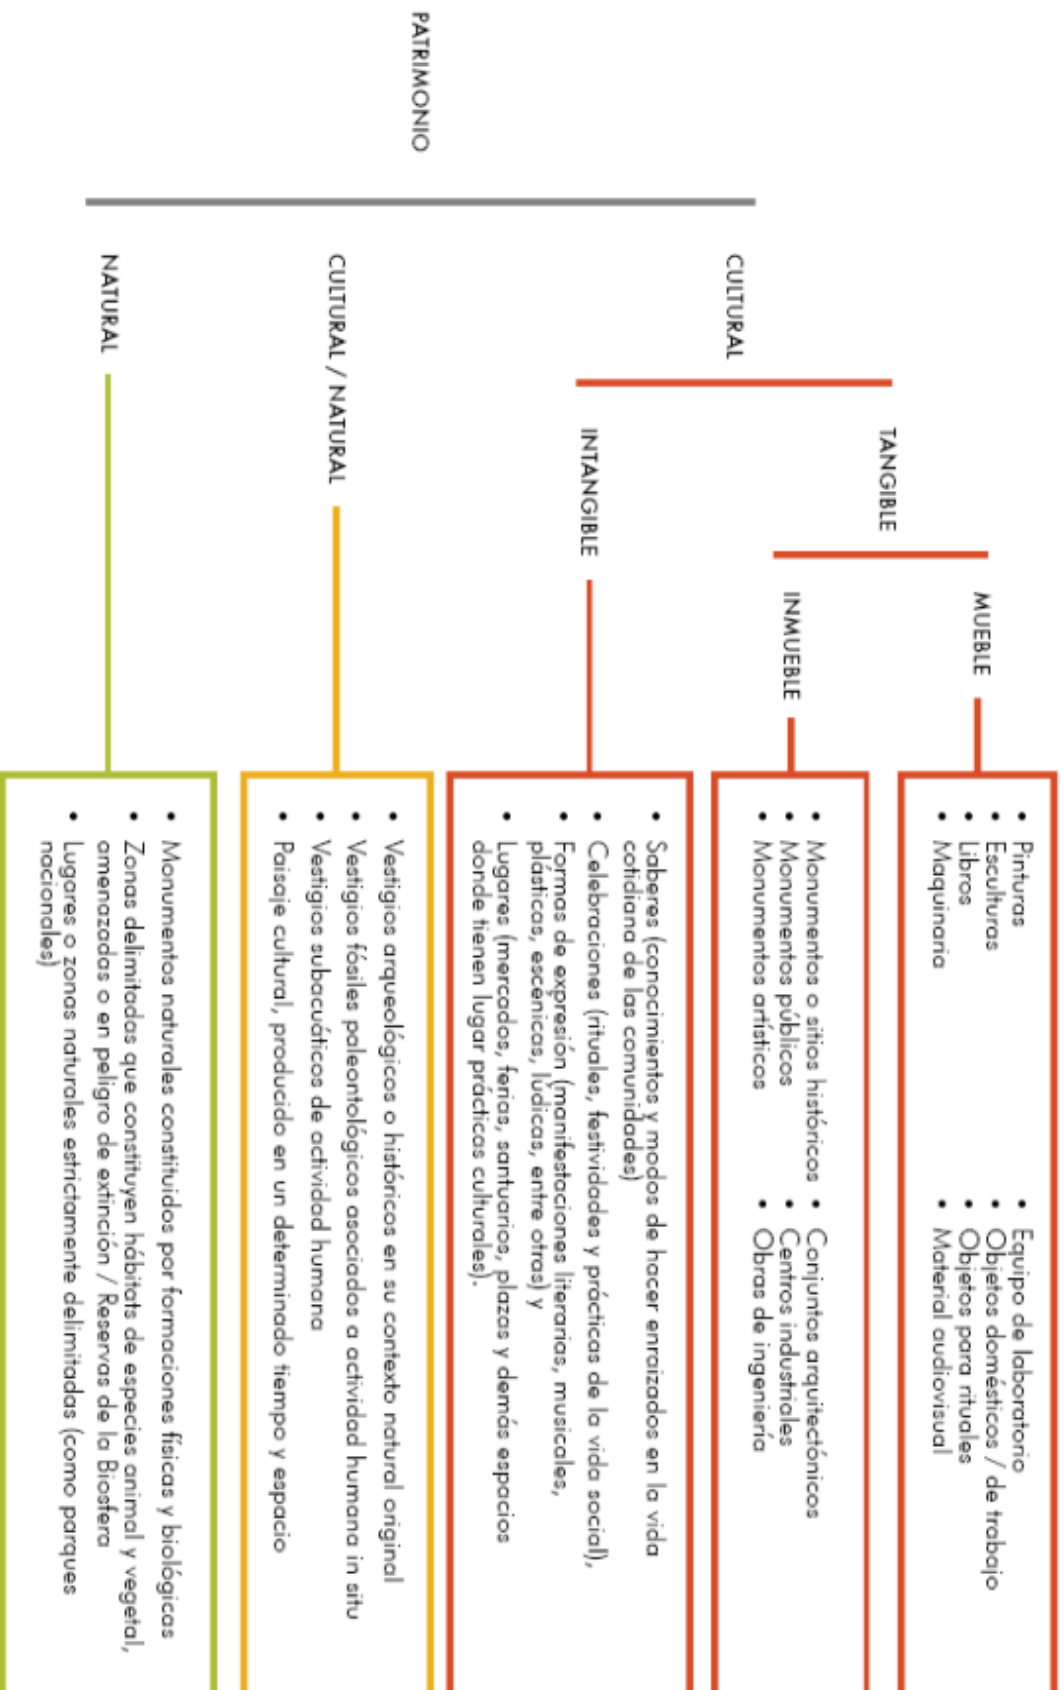 PATRIMONIO
CULTURAL
TANGIBLE
MUEBLE
• Pinturas
• Esculturas
• Libros
• Maquinaria
• Equipo de laboratorio
• Objetos domésticos / de trabajo
• Objetos para rituales
• Material audiovisual
INMUEBLE
• Monumentos o sitios históricos
• Monumentos públicos
• Monumentos artísticos
• Conjuntos arquitectónicos
• Centros industriales
• Obras de ingeniería
INTANGIBLE
• Saberes (conocimientos y modos de hacer enraizados en la vida
cotidiana de las comunidades)
• Celebraciones (rituales, festividades y prácticas de la vida social),
• Formas de expresión (manifestaciones literarias, musicales,
plásticas, escénicas, lúdicas, entre otras) y
• Lugares (mercados, ferias, santuarios, plazas y demás espacios
donde tienen lugar prácticas culturales).
CULTURAL / NATURAL
• Vestigios arqueológicos o históricos en su contexto natural original
• Vestigios fósiles paleontológicos asociados a actividad humana in situ
• Vestigios subacuáticos de actividad humana
• Paisaje cultural, producido en un determinado tiempo y espacio
NATURAL
• Monumentos naturales constituidos por formaciones físicas y biológicas
• Zonas delimitadas que constituyen hábitats de especies animal y vegetal,
amenazadas o en peligro de extinción / Reservas de la Biosfera
• Lugares o zonas naturales estrictamente delimitadas (como parques
nacionales)